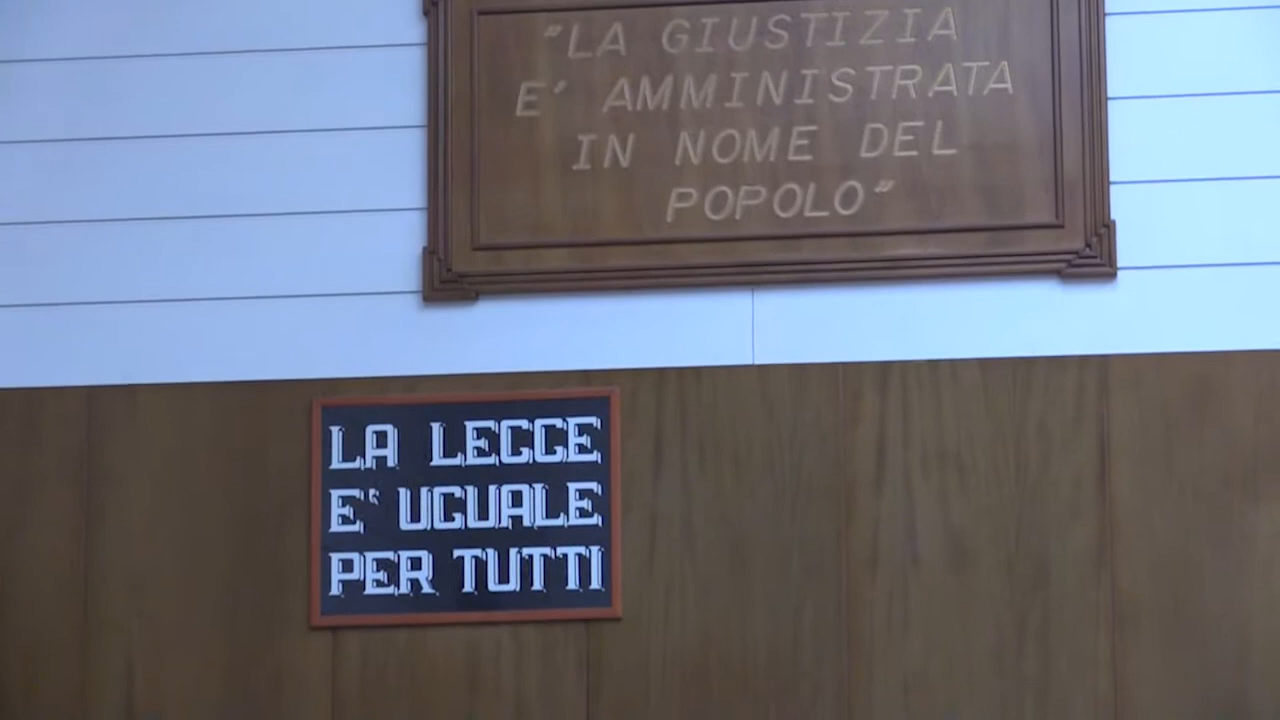 "LA GIUSTIZIA
E' AMMINISTRATA
IN NOME DEL
POPOLO"
LA LEGGE
E' UGUALE
PER TUTTI